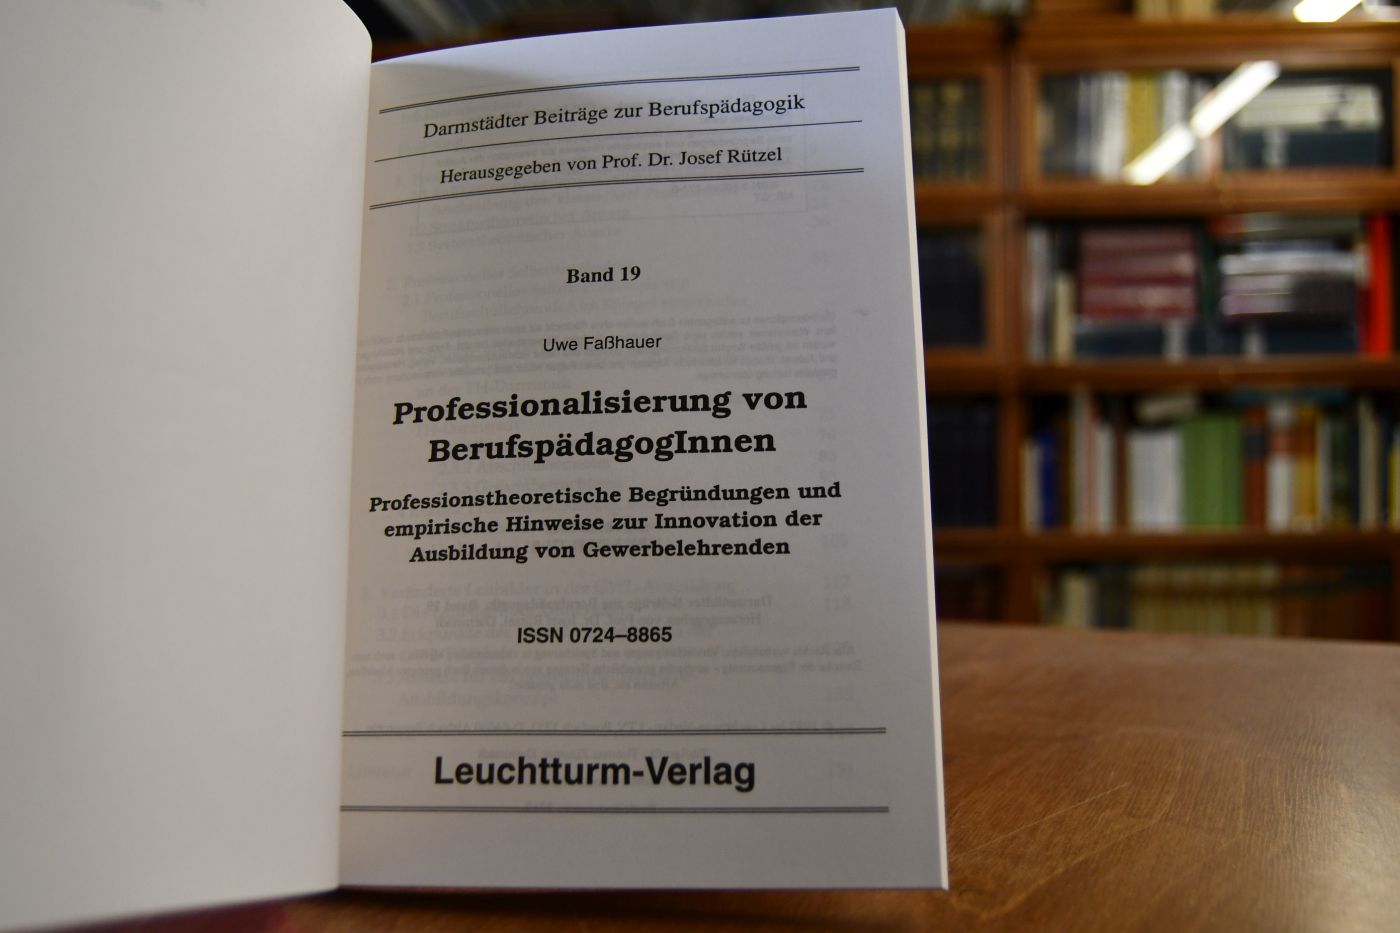 Darmstädter Beiträge zur Berufspädagogik
Herausgegeben von Prof. Dr. Josef Rützel
Band 19
Uwe Faßhauer
Professionalisierung von
BerufspädagogInnen
Professionstheoretische Begründungen und
empirische Hinweise zur Innovation der
Ausbildung von Gewerbelehrenden
ISSN 0724–8865
Leuchtturm-Verlag